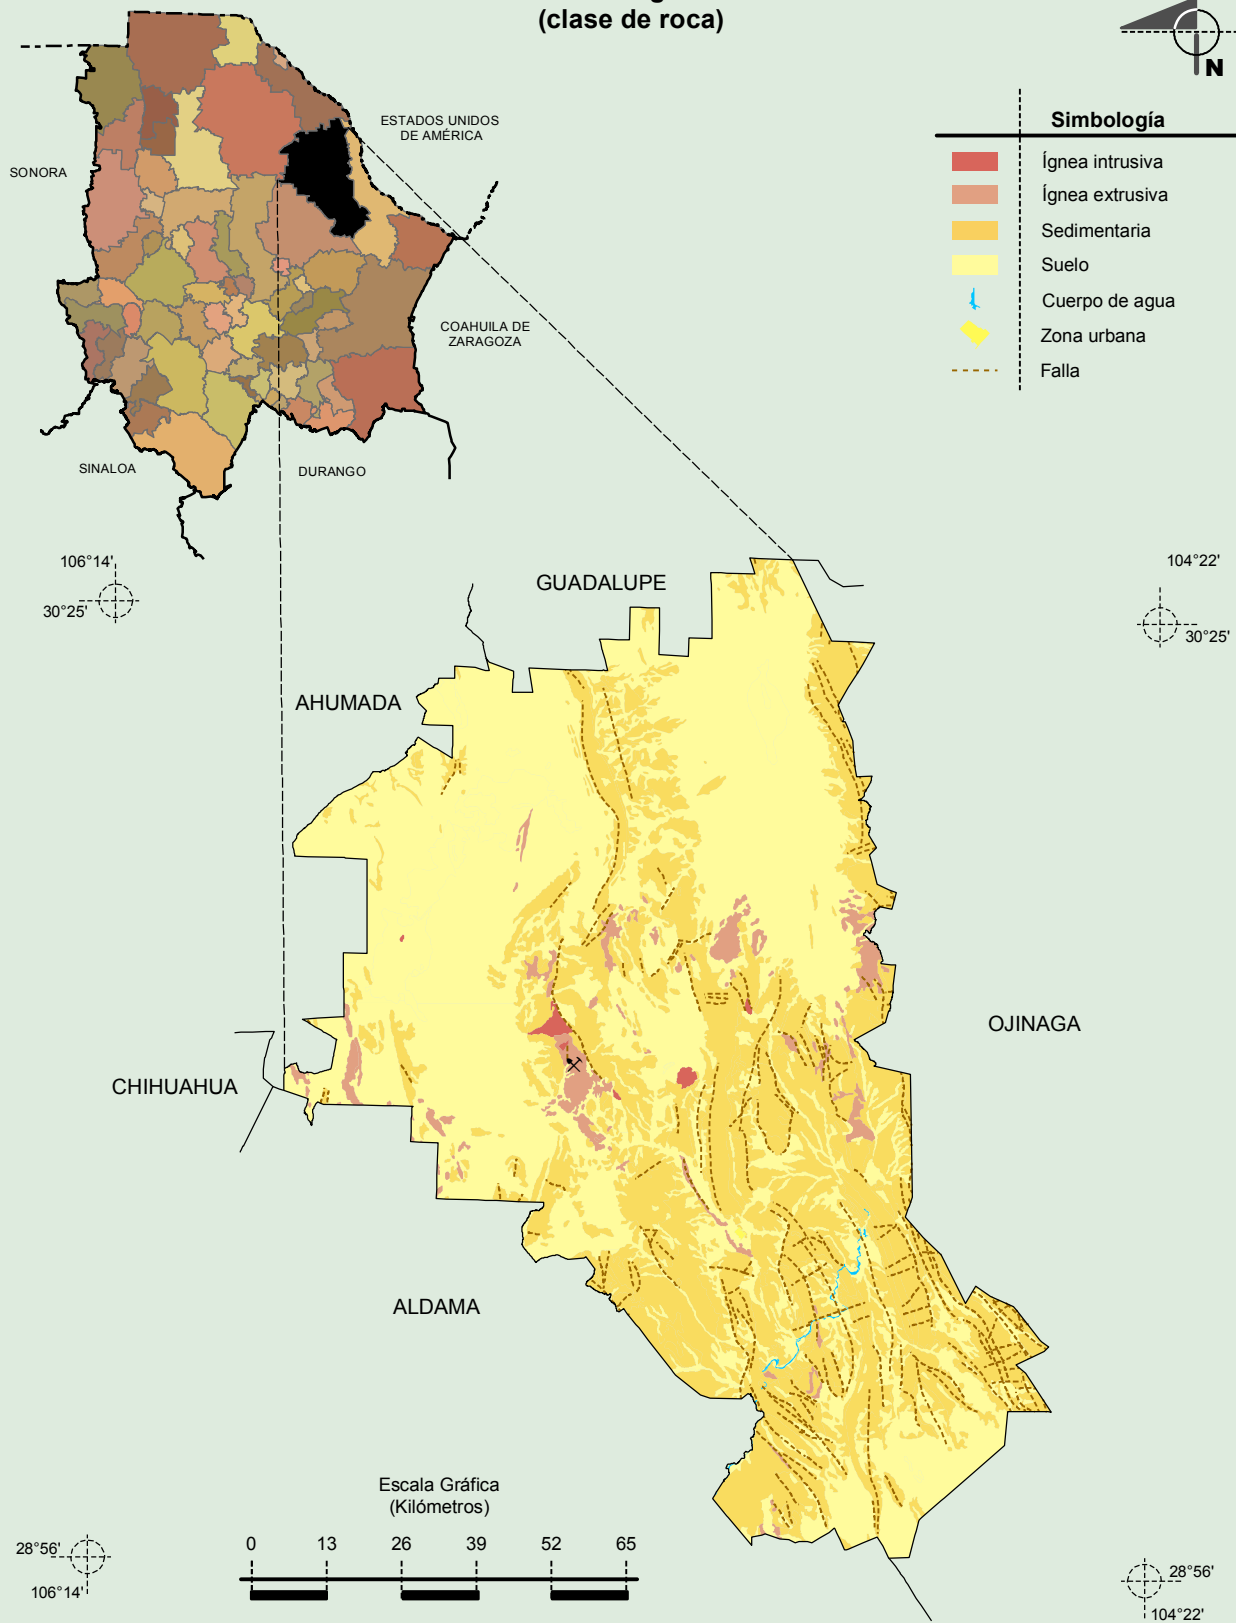 (clase de roca)
N
ESTADOS UNIDOS
DE AMÉRICA
SONORA
COAHUILA DE
ZARAGOZA
SINALOA
DURANGO
Simbología
Ígnea intrusiva
Ígnea extrusiva
Sedimentaria
Suelo
Cuerpo de agua
Zona urbana
Falla
106°14'
30°25'
104°22'
30°25'
GUADALUPE
AHUMADA
OJINAGA
CHIHUAHUA
ALDAMA
Escala Gráfica
(Kilómetros)
0 13 26 39 52 65
28°56'
106°14'
28°56'
104°22'